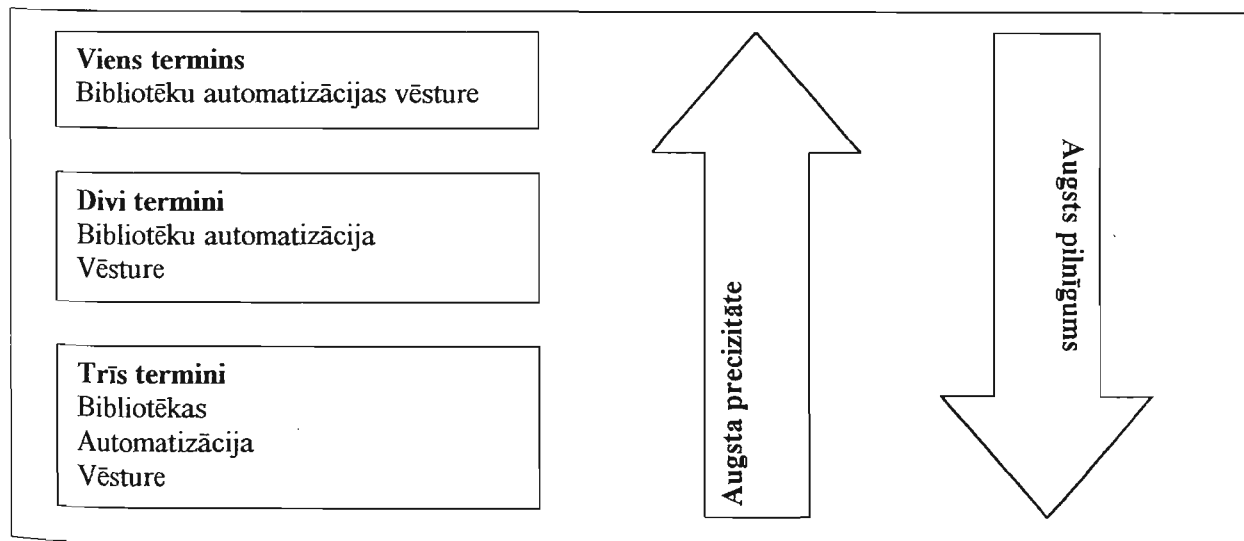 Viens termins
Bibliotēku automatizācijas vēsture
Divi termini
Bibliotēku automatizācija
Vēsture
Trīs termini
Bibliotēkas
Automatizācija
Vēsture
Augsta precizitāte
Augsts pilnīgums